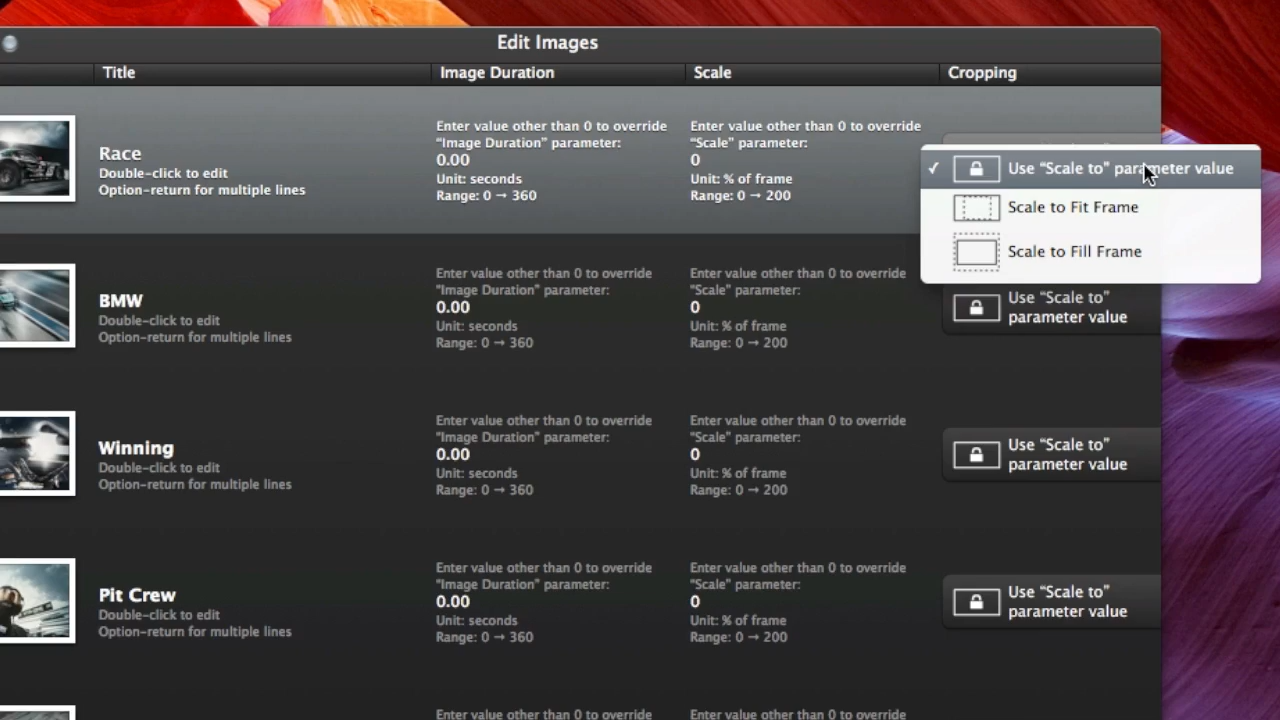 Edit Images
Title
Image Duration
Scale
Cropping
Race
Double-click to edit
Option-return for multiple lines
Enter value other than 0 to override
“Image Duration” parameter:
0.00
Unit: seconds
Range: 0 → 360
Enter value other than 0 to override
“Scale” parameter:
0
Unit: % of frame
Range: 0 → 200
✓ Use “Scale to” parameter value
Scale to Fit Frame
Scale to Fill Frame
BMW
Double-click to edit
Option-return for multiple lines
Enter value other than 0 to override
“Image Duration” parameter:
0.00
Unit: seconds
Range: 0 → 360
Enter value other than 0 to override
“Scale” parameter:
0
Unit: % of frame
Range: 0 → 200
Use “Scale to”
parameter value
Winning
Double-click to edit
Option-return for multiple lines
Enter value other than 0 to override
“Image Duration” parameter:
0.00
Unit: seconds
Range: 0 → 360
Enter value other than 0 to override
“Scale” parameter:
0
Unit: % of frame
Range: 0 → 200
Use “Scale to”
parameter value
Pit Crew
Double-click to edit
Option-return for multiple lines
Enter value other than 0 to override
“Image Duration” parameter:
0.00
Unit: seconds
Range: 0 → 360
Enter value other than 0 to override
“Scale” parameter:
0
Unit: % of frame
Range: 0 → 200
Use “Scale to”
parameter value
Enter value other than 0 to override
Enter value other than 0 to override